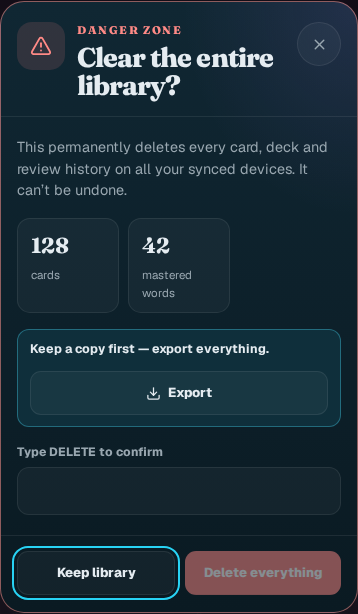 DANGER ZONE
Clear the entire
library?
This permanently deletes every card, deck and
review history on all your synced devices. It
can’t be undone.
128
cards
42
mastered
words
Keep a copy first — export everything.
Export
Type DELETE to confirm
Keep library
Delete everything